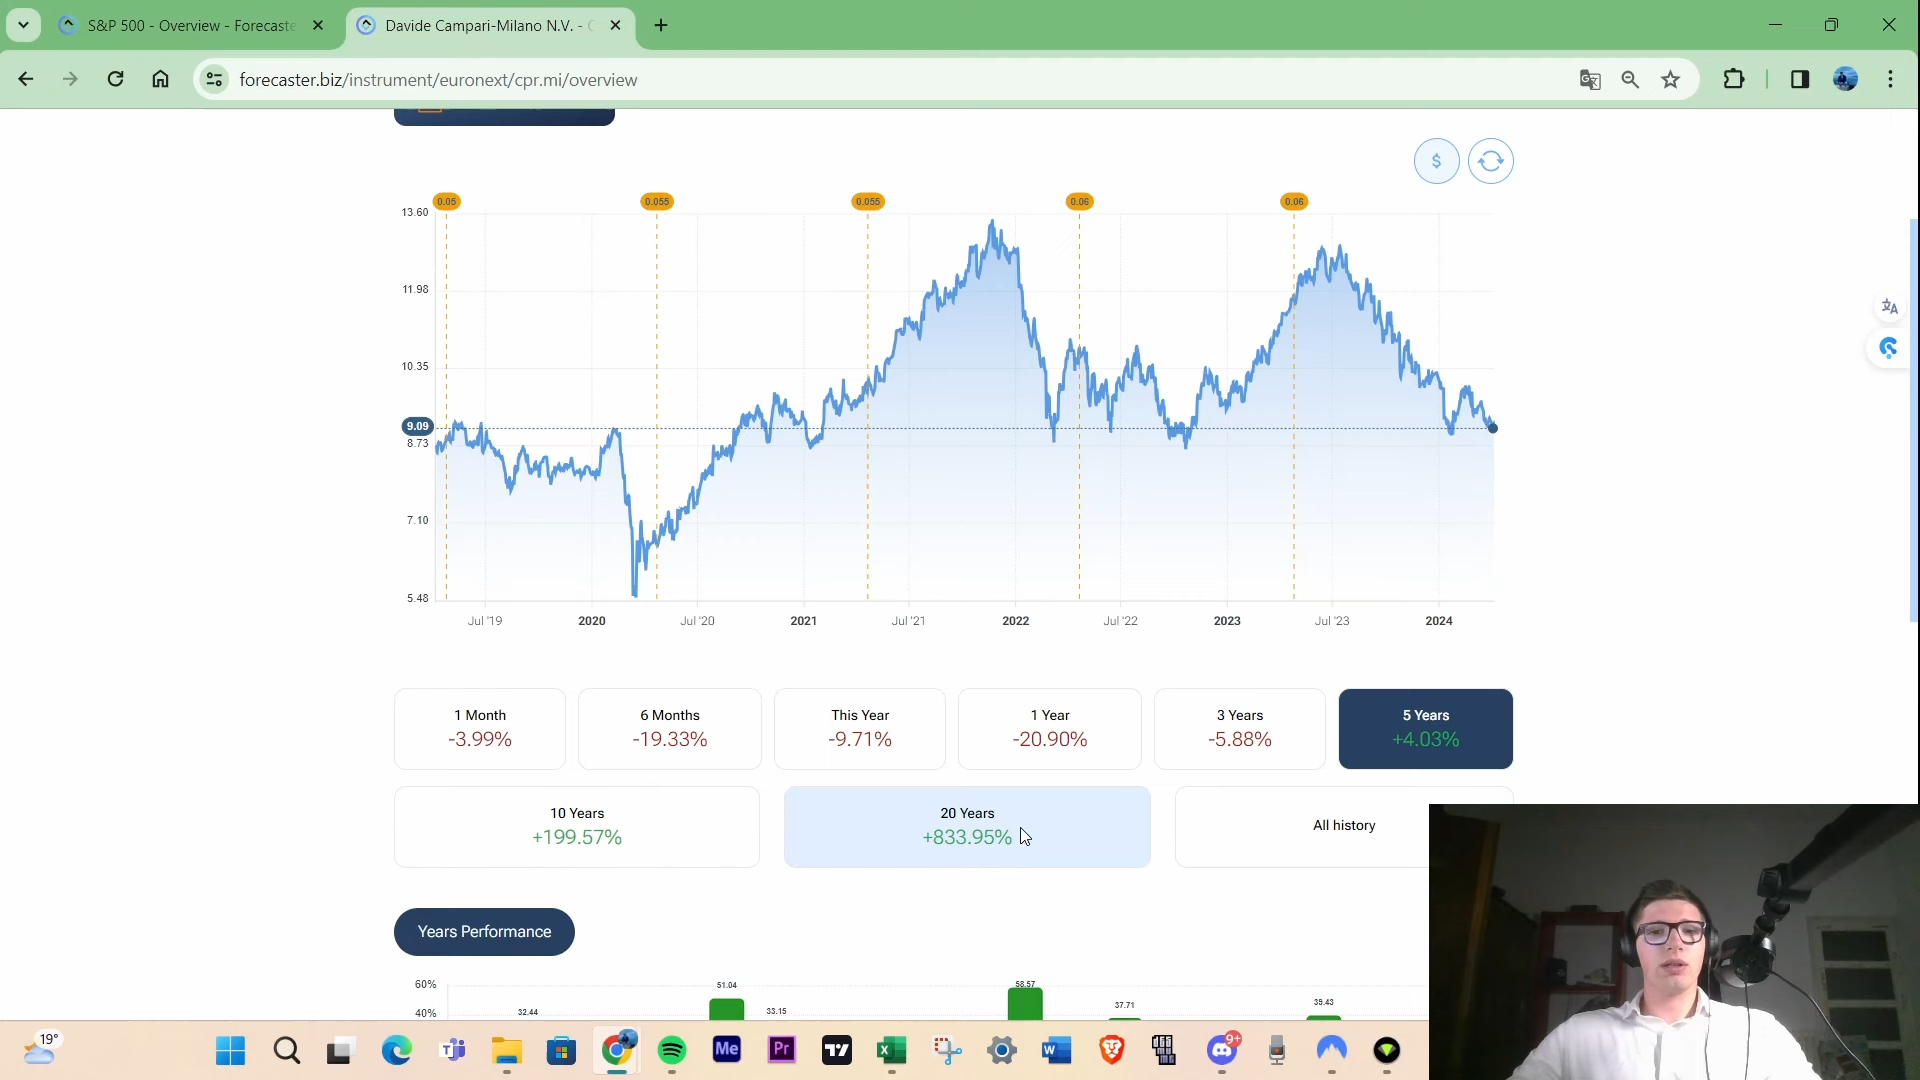 S&P 500 - Overview - Forecaste
Davide Campari-Milano N.V. -
forecaster.biz/instrument/euronext/cpr.mi/overview
$
0.05 0.055 0.055 0.06 0.06
13.60
11.98
10.35
9.09
8.73
7.10
5.48
Jul '19 2020 Jul '20 2021 Jul '21 2022 Jul '22 2023 Jul '23 2024
1 Month 6 Months This Year 1 Year 3 Years 5 Years
-3.99% -19.33% -9.71% -20.90% -5.88% +4.03%
10 Years 20 Years All history
+199.57% +833.95%
Years Performance
60% 51.04 58.57
40% 32.44 33.15 37.71 39.43
19° Me Pr 9+